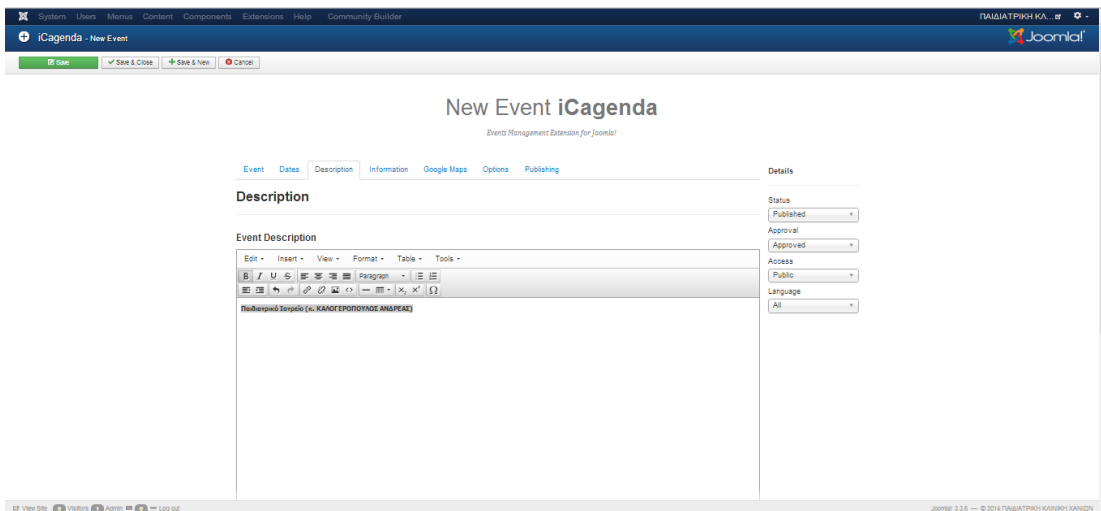 System Users Menus Content Components Extensions Help Community Builder ΠΑΙΔΙΑΤΡΙΚΗ ΚΛ...
iCagenda - New Event Joomla!
Save Save & Close Save & New Cancel
New Event iCagenda
Events Management Extension for Joomla!
Event Dates Description Information Google Maps Options Publishing
Details
Description
Status
Published
Approval
Approved
Access
Public
Language
All
Event Description
Edit Insert View Format Table Tools
B I U S Paragraph
Παιδιατρικό Ιατρείο (κ. ΚΑΛΟΓΕΡΟΠΟΥΛΟΣ ΑΝΔΡΕΑΣ)
View Site Visitors Admin Log out Joomla! 3.3.6 — © 2014 ΠΑΙΔΙΑΤΡΙΚΗ ΚΛΙΝΙΚΗ ΧΑΝΙΩΝ